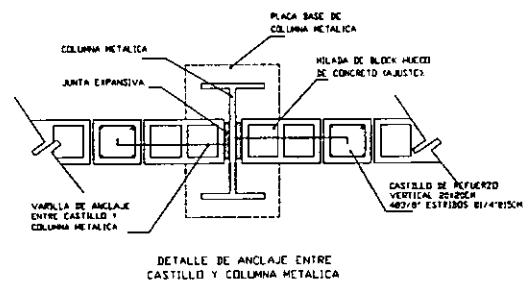 PLACA BASE DE
COLUMNA METALICA
COLUMNA METALICA
JUNTA EXPANSIVA
HILADA DE BLOCK HUECO
DE CONCRETO (AJUSTE)
VARILLA DE ANCLAJE
ENTRE CASTILLO Y
COLUMNA METALICA
CASTILLO DE REFUERZO
VERTICAL 20x20CM
ESTRIBOS
DETALLE DE ANCLAJE ENTRE
CASTILLO Y COLUMNA METALICA